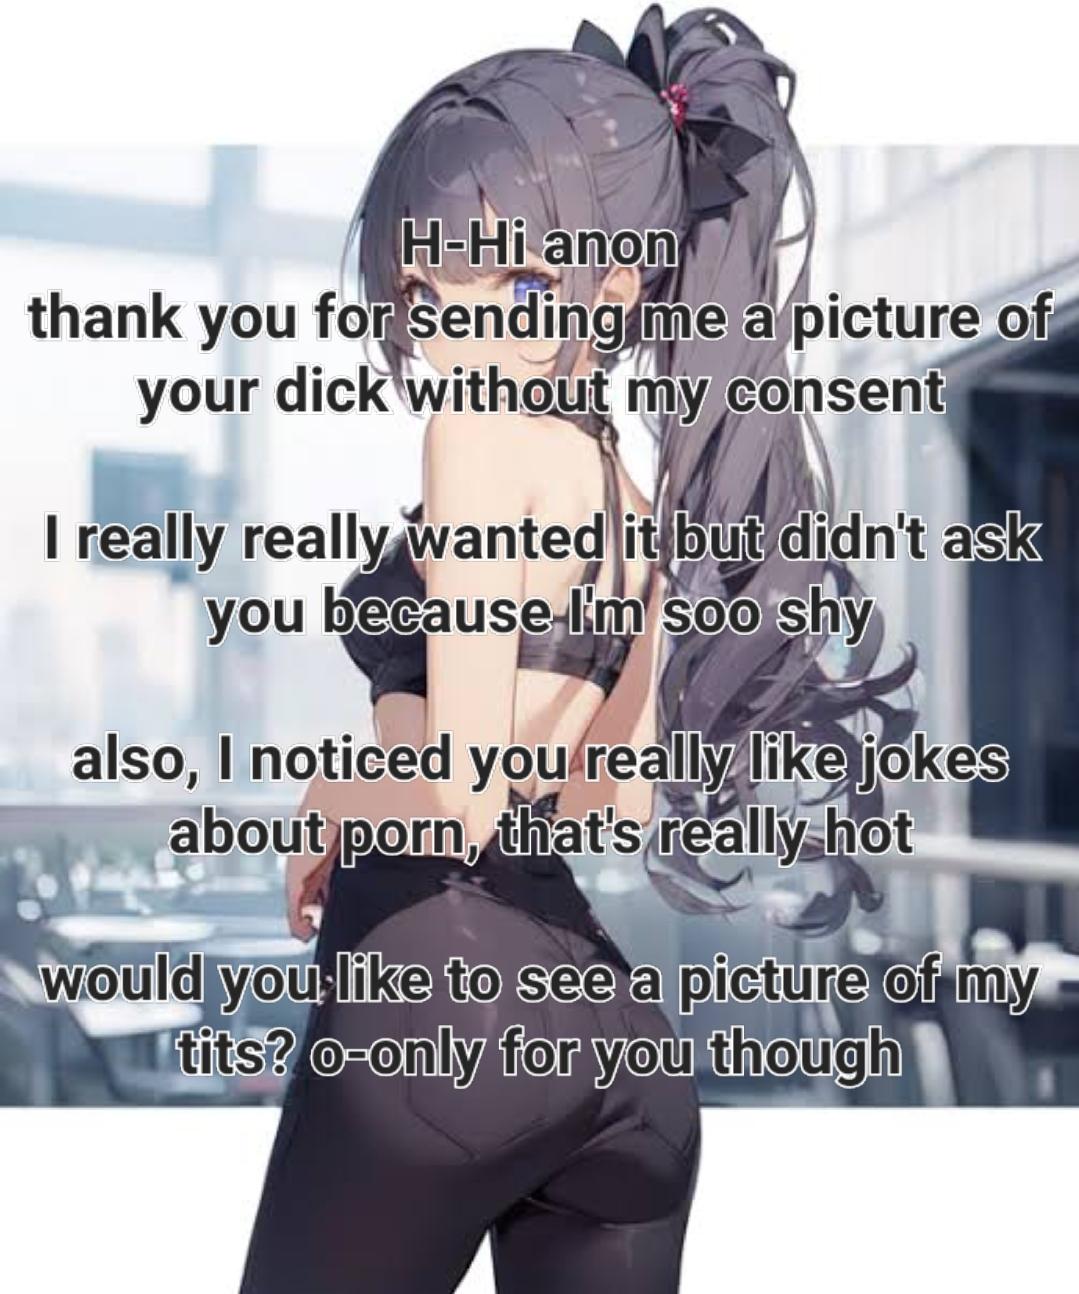 H-Hi anon
thank you for sending me a picture of
your dick without my consent
I really really wanted it but didn't ask
you because I'm soo shy
also, I noticed you really like jokes
about porn, that's really hot
would you like to see a picture of my
tits? o-only for you though